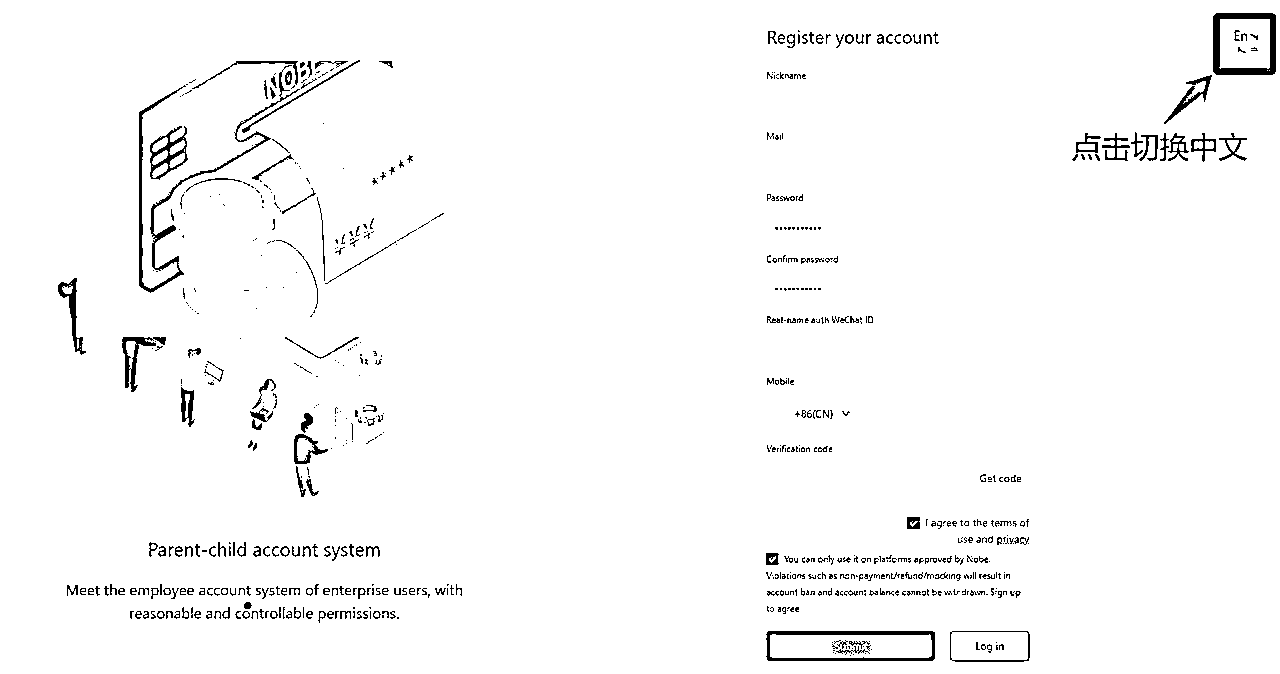 NOBE
*****
¥¥¥
Parent-child account system
Meet the employee account system of enterprise users, with
reasonable and controllable permissions.
Register your account
Nickname
Mail
Password
•••••••••••
Confirm password
•••••••••••
Real-name auth WeChat ID
Mobile
+86(CN)
Verification code
Get code
I agree to the terms of
use and privacy
You can only use it on platforms approved by Nobe.
Violations such as non-payment/refund/mocking will result in
account ban and account balance cannot be withdrawn. Sign up
to agree
Submit
Log in
En
点击切换中文